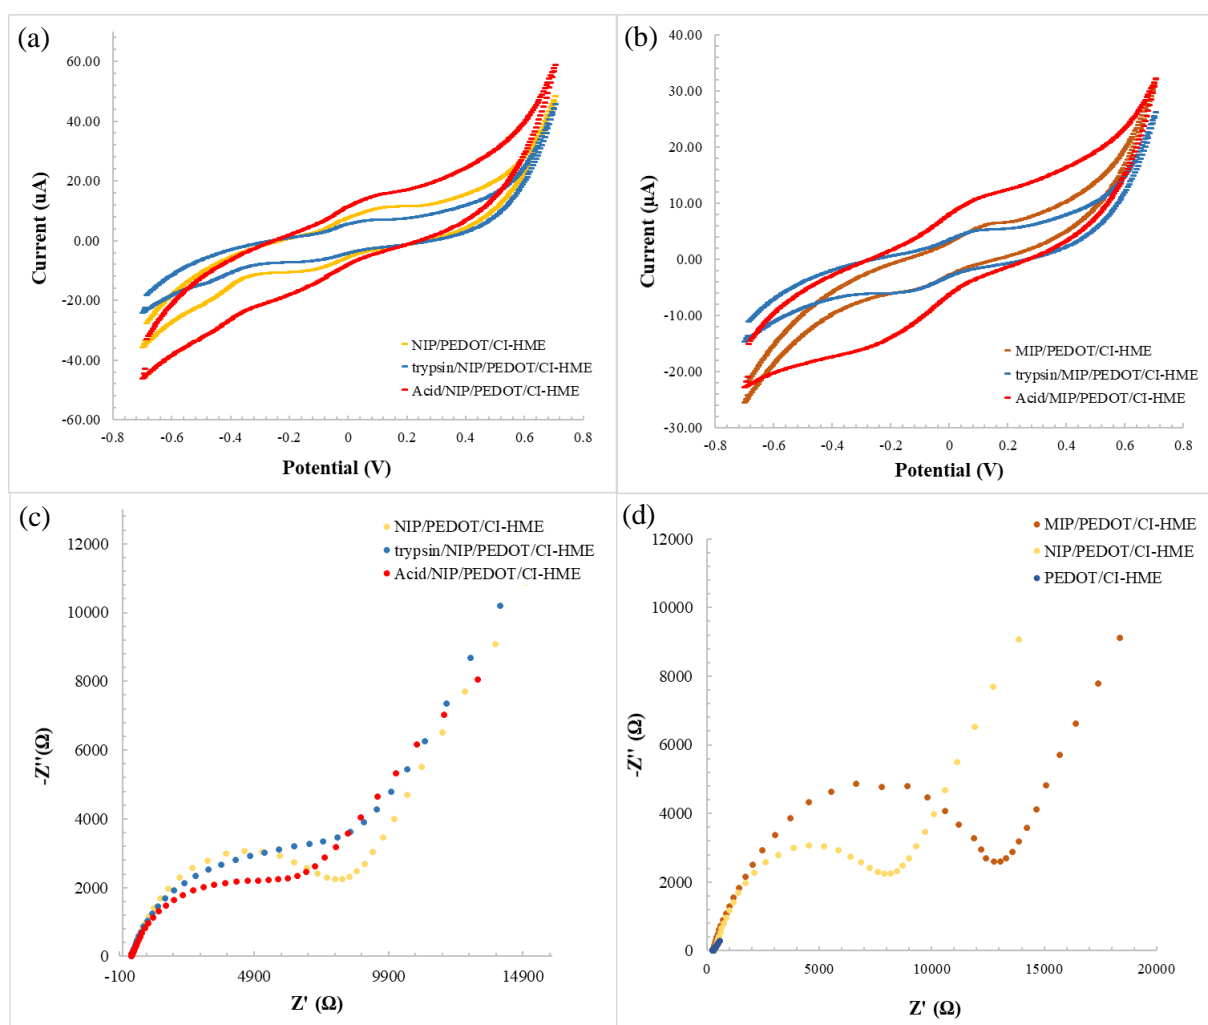 (a)
60.00
40.00
20.00
0.00
-20.00
-40.00
-60.00
-0.8
-0.6
-0.4
-0.2
0
0.2
0.4
0.6
0.8
Current (uA)
Potential (V)
NIP/PEDOT/CI-HME
trypsin/NIP/PEDOT/CI-HME
Acid/NIP/PEDOT/CI-HME
(b)
40.00
30.00
20.00
10.00
0.00
-10.00
-20.00
-30.00
-0.8
-0.6
-0.4
-0.2
0
0.2
0.4
0.6
0.8
Current (µA)
Potential (V)
MIP/PEDOT/CI-HME
trypsin/MIP/PEDOT/CI-HME
Acid/MIP/PEDOT/CI-HME
(c)
NIP/PEDOT/CI-HME
trypsin/NIP/PEDOT/CI-HME
Acid/NIP/PEDOT/CI-HME
12000
10000
8000
6000
4000
2000
0
-100
4900
9900
14900
-Z''(Ω)
Z' (Ω)
(d)
MIP/PEDOT/CI-HME
NIP/PEDOT/CI-HME
PEDOT/CI-HME
12000
10000
8000
6000
4000
2000
0
0
5000
10000
15000
20000
-Z'' (Ω)
Z' (Ω)